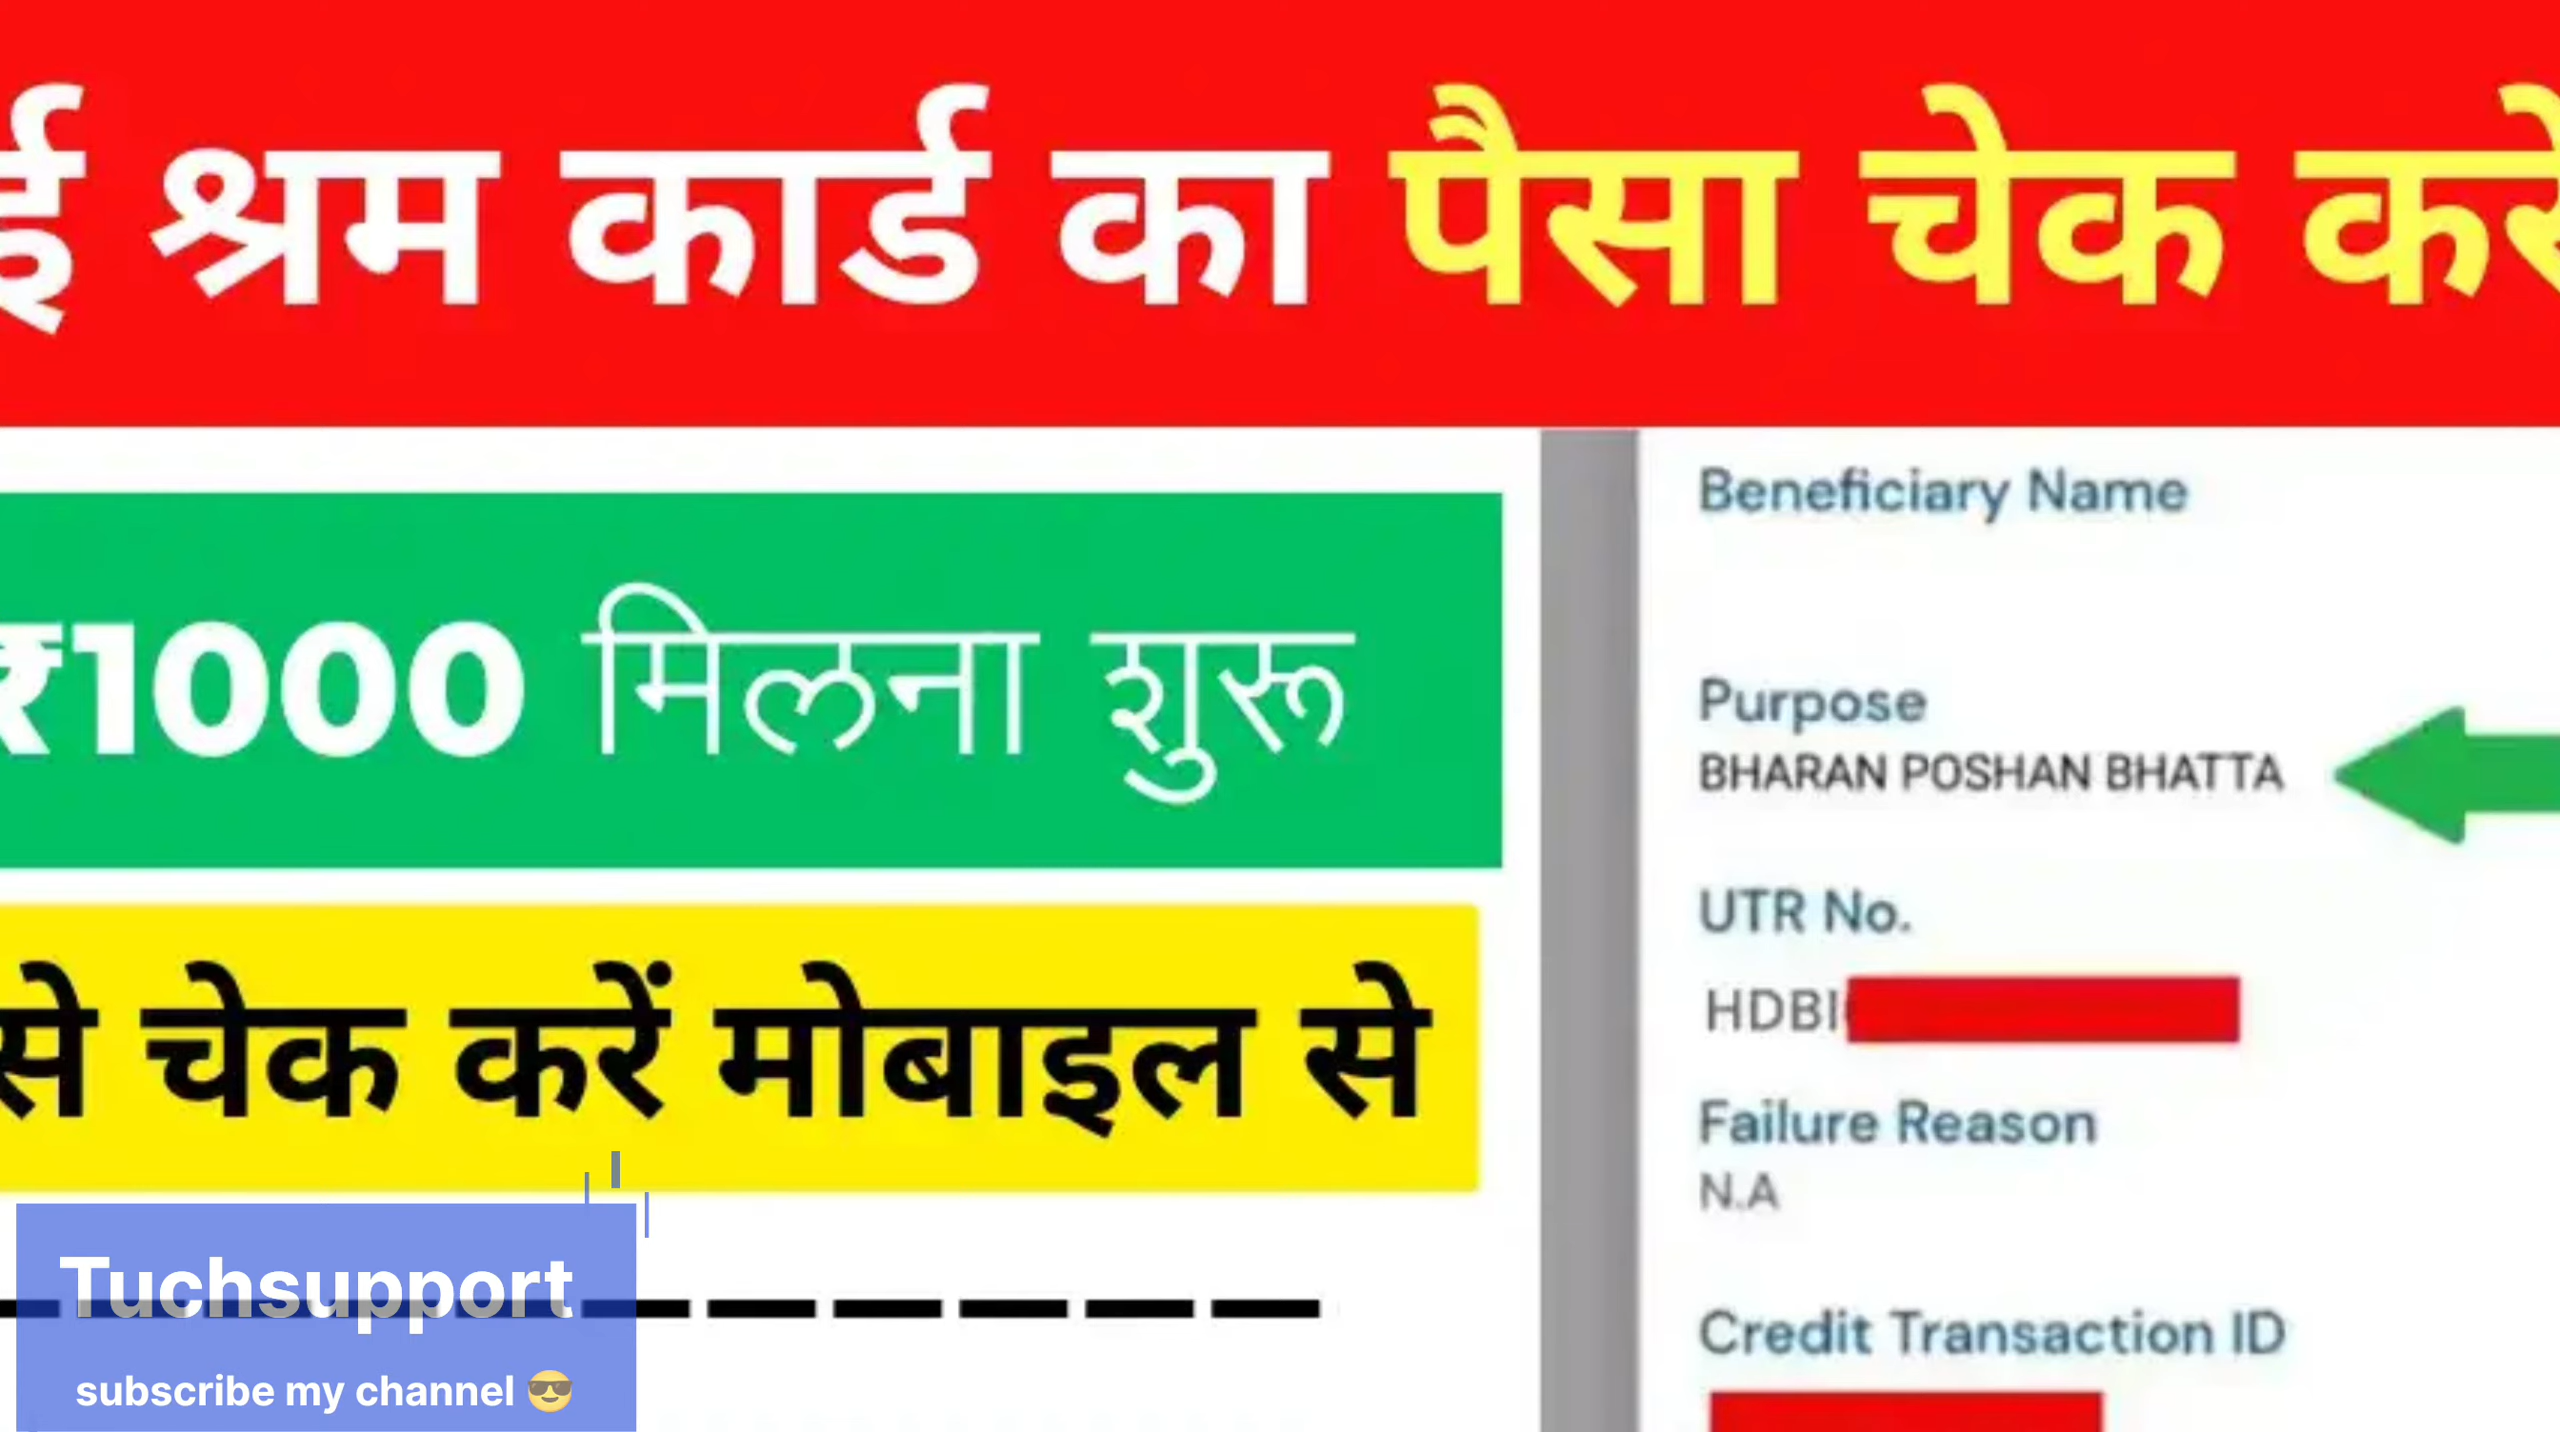 ई श्रम कार्ड का पैसा चेक करे
₹1000 मिलना शुरू
से चेक करें मोबाइल से
Tuchsupport
subscribe my channel 😎
Beneficiary Name
Purpose
BHARAN POSHAN BHATTA
UTR No.
HDBI
Failure Reason
N.A
Credit Transaction ID